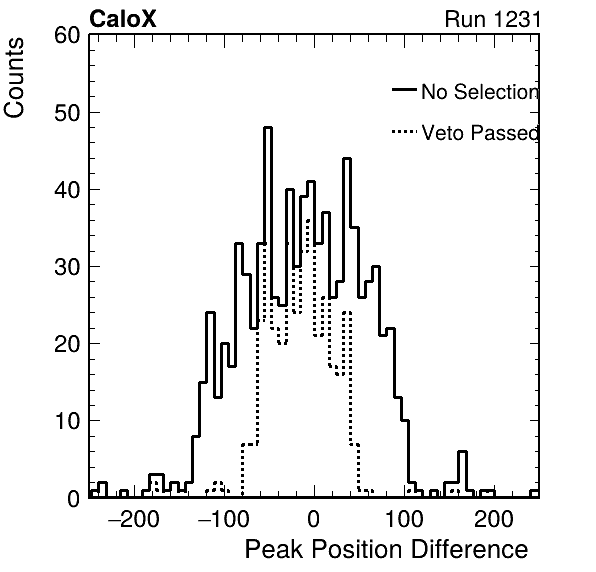 CaloX Run 1231
Counts
60
No Selection
50
Veto Passed
40
30
20
10
0
−200 −100 0 100 200
Peak Position Difference